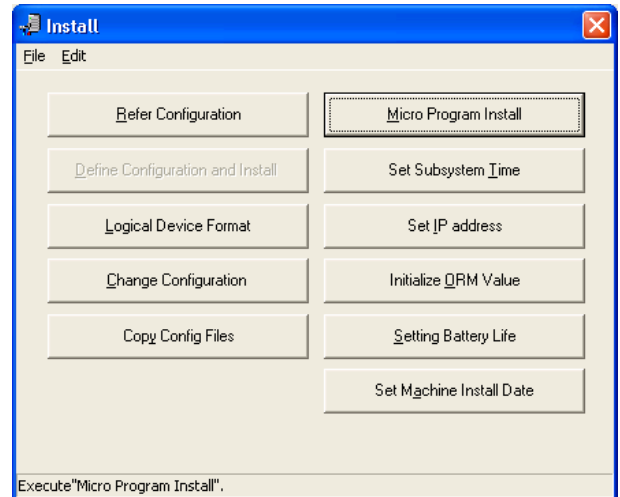 Install
File Edit
Refer Configuration
Micro Program Install
Define Configuration and Install
Set Subsystem Time
Logical Device Format
Set IP address
Change Configuration
Initialize ORM Value
Copy Config Files
Setting Battery Life
Set Machine Install Date
Execute"Micro Program Install".